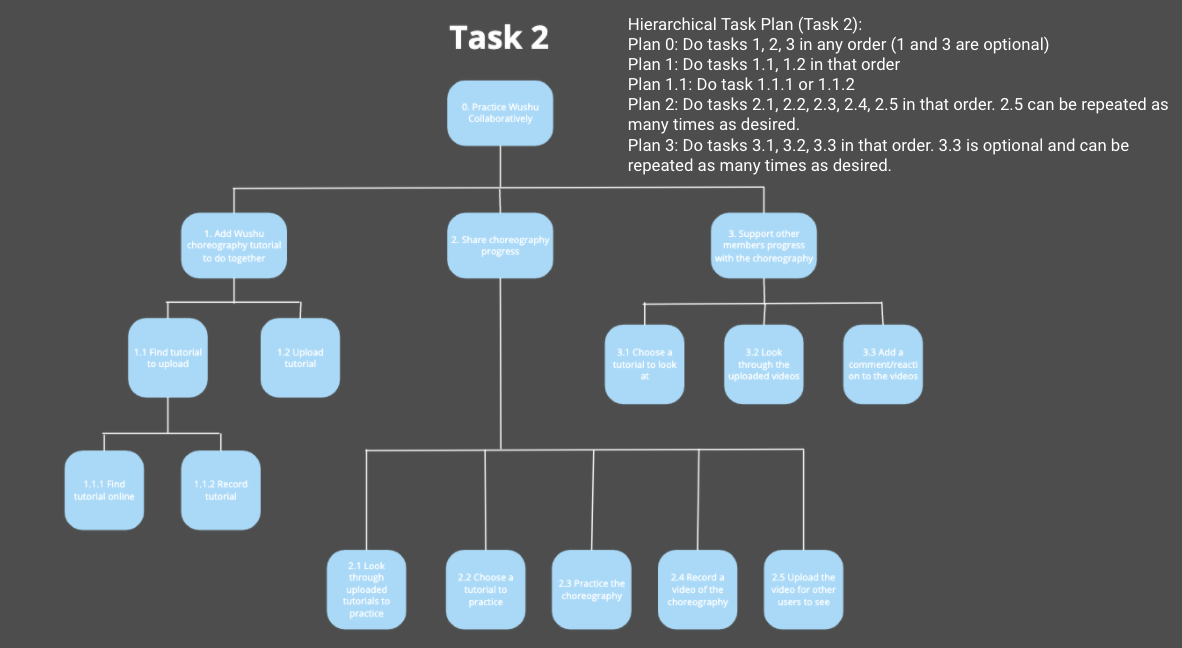 Task 2
Hierarchical Task Plan (Task 2):
Plan 0: Do tasks 1, 2, 3 in any order (1 and 3 are optional)
Plan 1: Do tasks 1.1, 1.2 in that order
Plan 1.1: Do task 1.1.1 or 1.1.2
Plan 2: Do tasks 2.1, 2.2, 2.3, 2.4, 2.5 in that order. 2.5 can be repeated as
many times as desired.
Plan 3: Do tasks 3.1, 3.2, 3.3 in that order. 3.3 is optional and can be
repeated as many times as desired.
0. Practice Wushu
Collaboratively
1. Add Wushu
choreography tutorial
to do together
2. Share choreography
progress
3. Support other
members progress
with the choreography
1.1 Find tutorial
to upload
1.2 Upload
tutorial
3.1 Choose a
tutorial to look
at
3.2 Look
through the
uploaded videos
3.3 Add a
comment/reacti
on to the videos
1.1.1 Find
tutorial online
1.1.2 Record
tutorial
2.1 Look
through
uploaded
tutorials to
practice
2.2 Choose a
tutorial to
practice
2.3 Practice the
choreography
2.4 Record a
video of the
choreography
2.5 Upload the
video for other
users to see